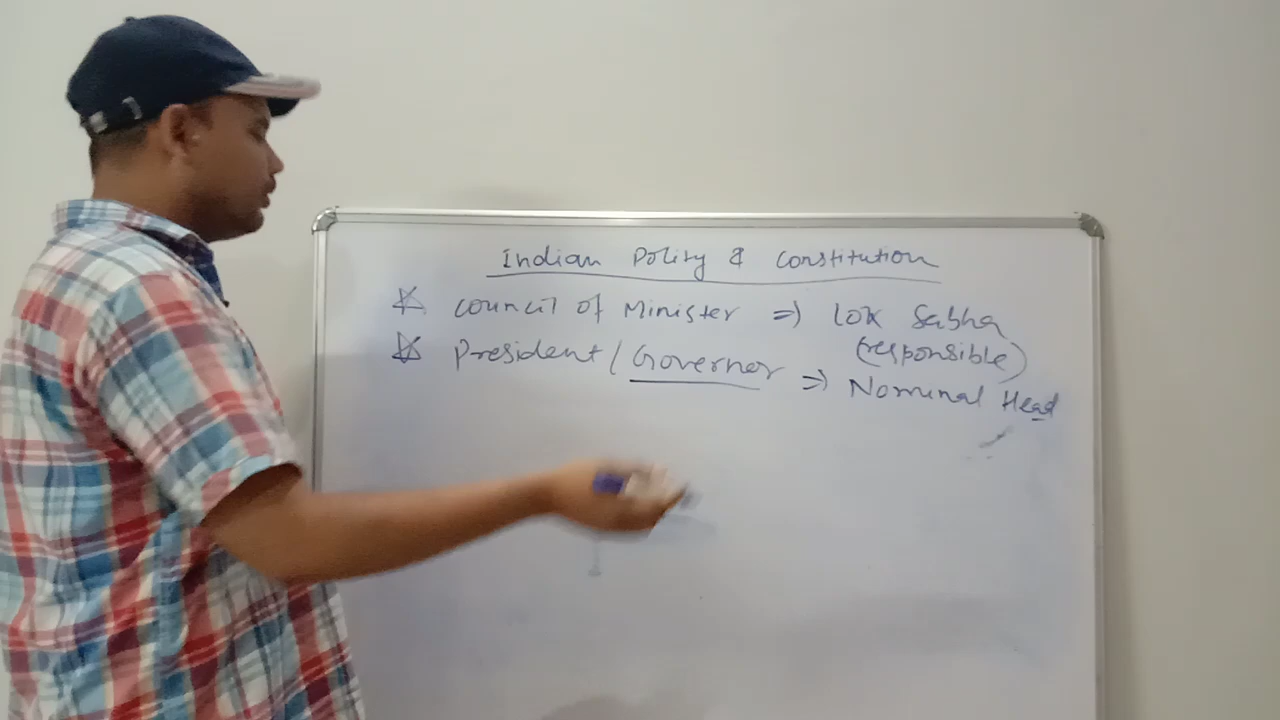 Indian Polity & Constitution
☆ Council of Minister ⇒ Lok Sabha
(responsible)
☆ President / Governor ⇒ Nominal Head